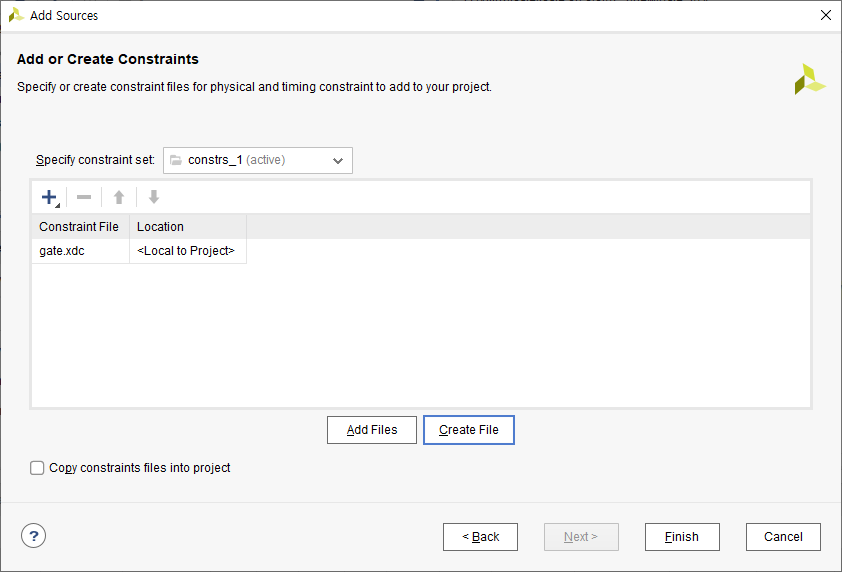 Add Sources
Add or Create Constraints
Specify or create constraint files for physical and timing constraint to add to your project.
Specify constraint set: constrs_1 (active)
Constraint File Location
gate.xdc <Local to Project>
Add Files Create File
Copy constraints files into project
? < Back Next > Finish Cancel